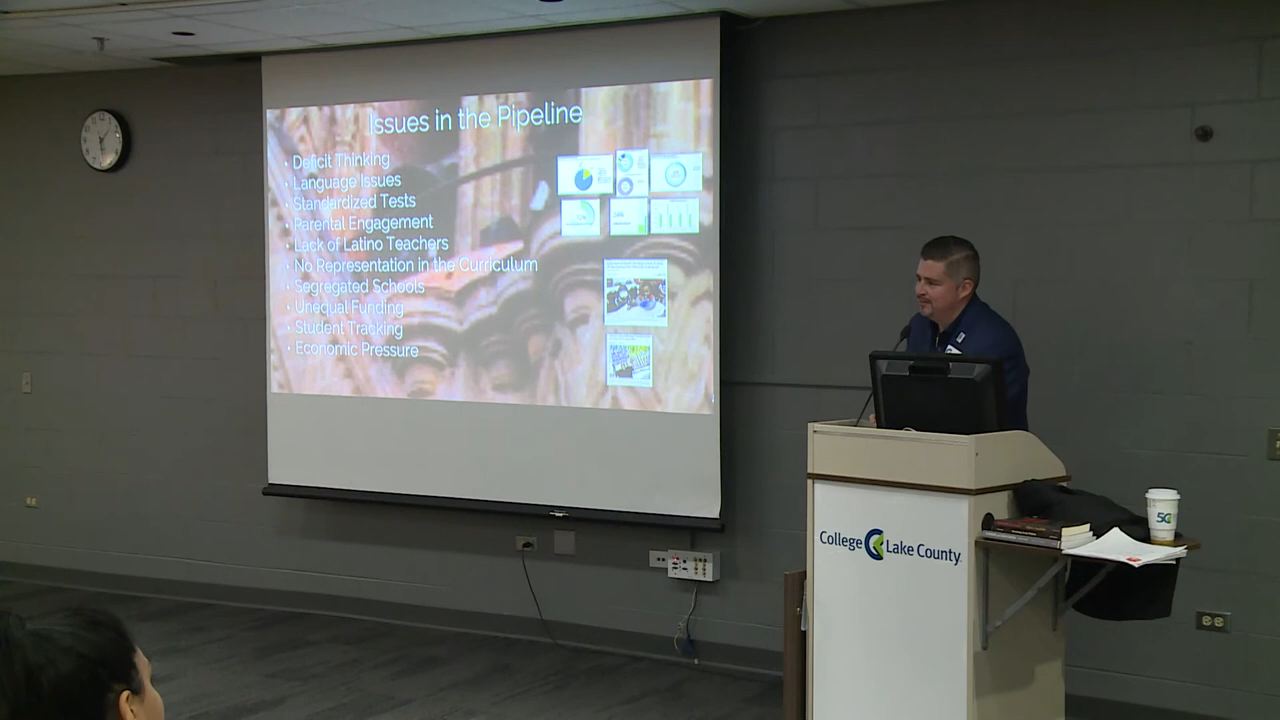 Issues in the Pipeline
• Deficit Thinking
• Language Issues
• Standardized Tests
• Parental Engagement
• Lack of Latino Teachers
• No Representation in the Curriculum
• Segregated Schools
• Unequal Funding
• Student Tracking
• Economic Pressure
College Lake County